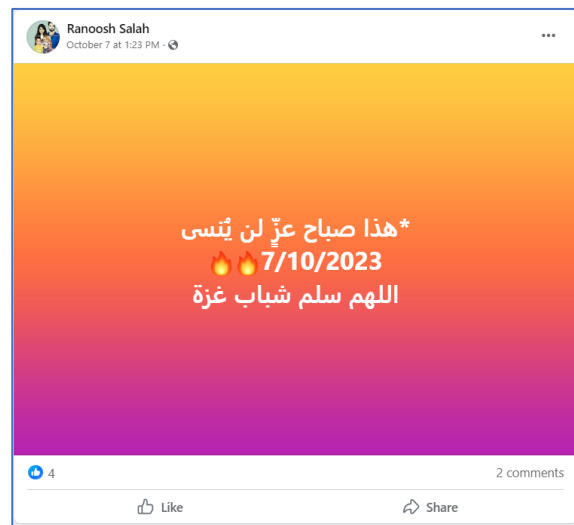 Ranoosh Salah
October 7 at 1:23 PM ·
*هذا صباح عزٍّ لن يُنسى
7/10/2023🔥🔥
اللهم سلم شباب غزة
4
2 comments
Like
Share